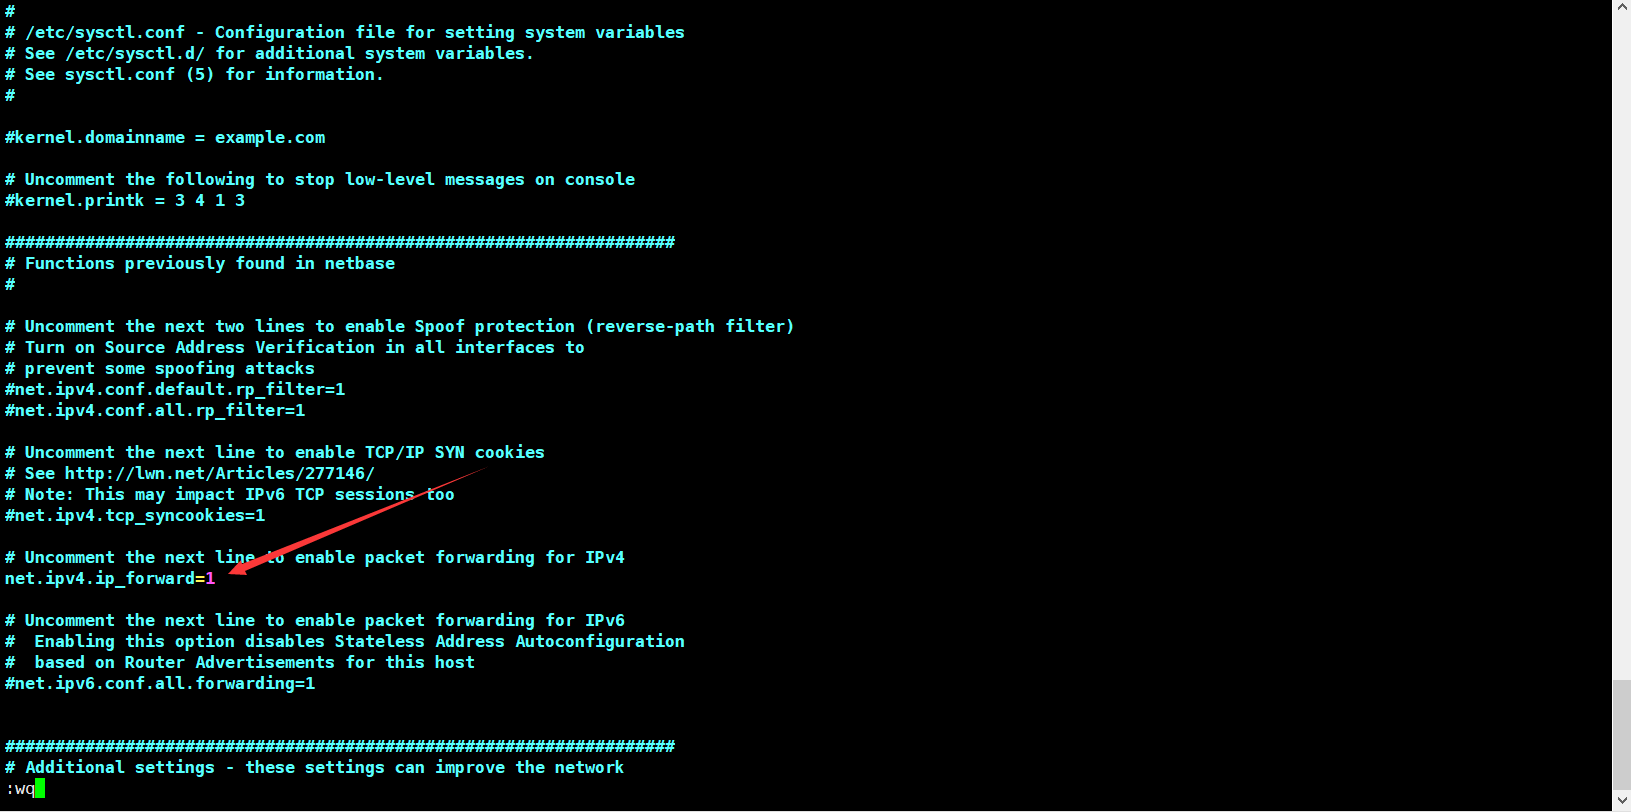 #
# /etc/sysctl.conf - Configuration file for setting system variables
# See /etc/sysctl.d/ for additional system variables.
# See sysctl.conf (5) for information.
#
#kernel.domainname = example.com
# Uncomment the following to stop low-level messages on console
#kernel.printk = 3 4 1 3
###################################################################
# Functions previously found in netbase
#
# Uncomment the next two lines to enable Spoof protection (reverse-path filter)
# Turn on Source Address Verification in all interfaces to
# prevent some spoofing attacks
#net.ipv4.conf.default.rp_filter=1
#net.ipv4.conf.all.rp_filter=1
# Uncomment the next line to enable TCP/IP SYN cookies
# See http://lwn.net/Articles/277146/
# Note: This may impact IPv6 TCP sessions too
#net.ipv4.tcp_syncookies=1
# Uncomment the next line to enable packet forwarding for IPv4
net.ipv4.ip_forward=1
# Uncomment the next line to enable packet forwarding for IPv6
#  Enabling this option disables Stateless Address Autoconfiguration
#  based on Router Advertisements for this host
#net.ipv6.conf.all.forwarding=1
###################################################################
# Additional settings - these settings can improve the network
:wq